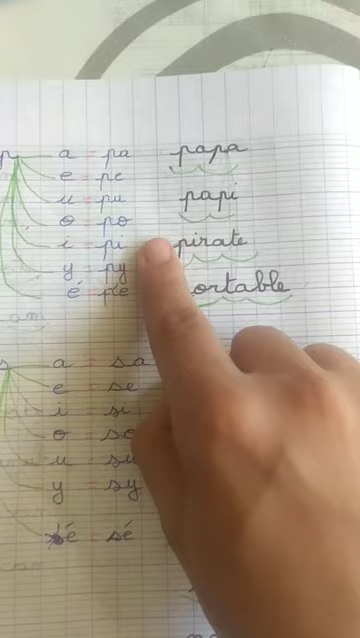 p a = pa papa
e = pe
u = pu papi
o = po
i = pi pirate
y = py
é = pé ortable
s a = sa
e = se
i = si
o = so
u = su
y = sy
é = sé